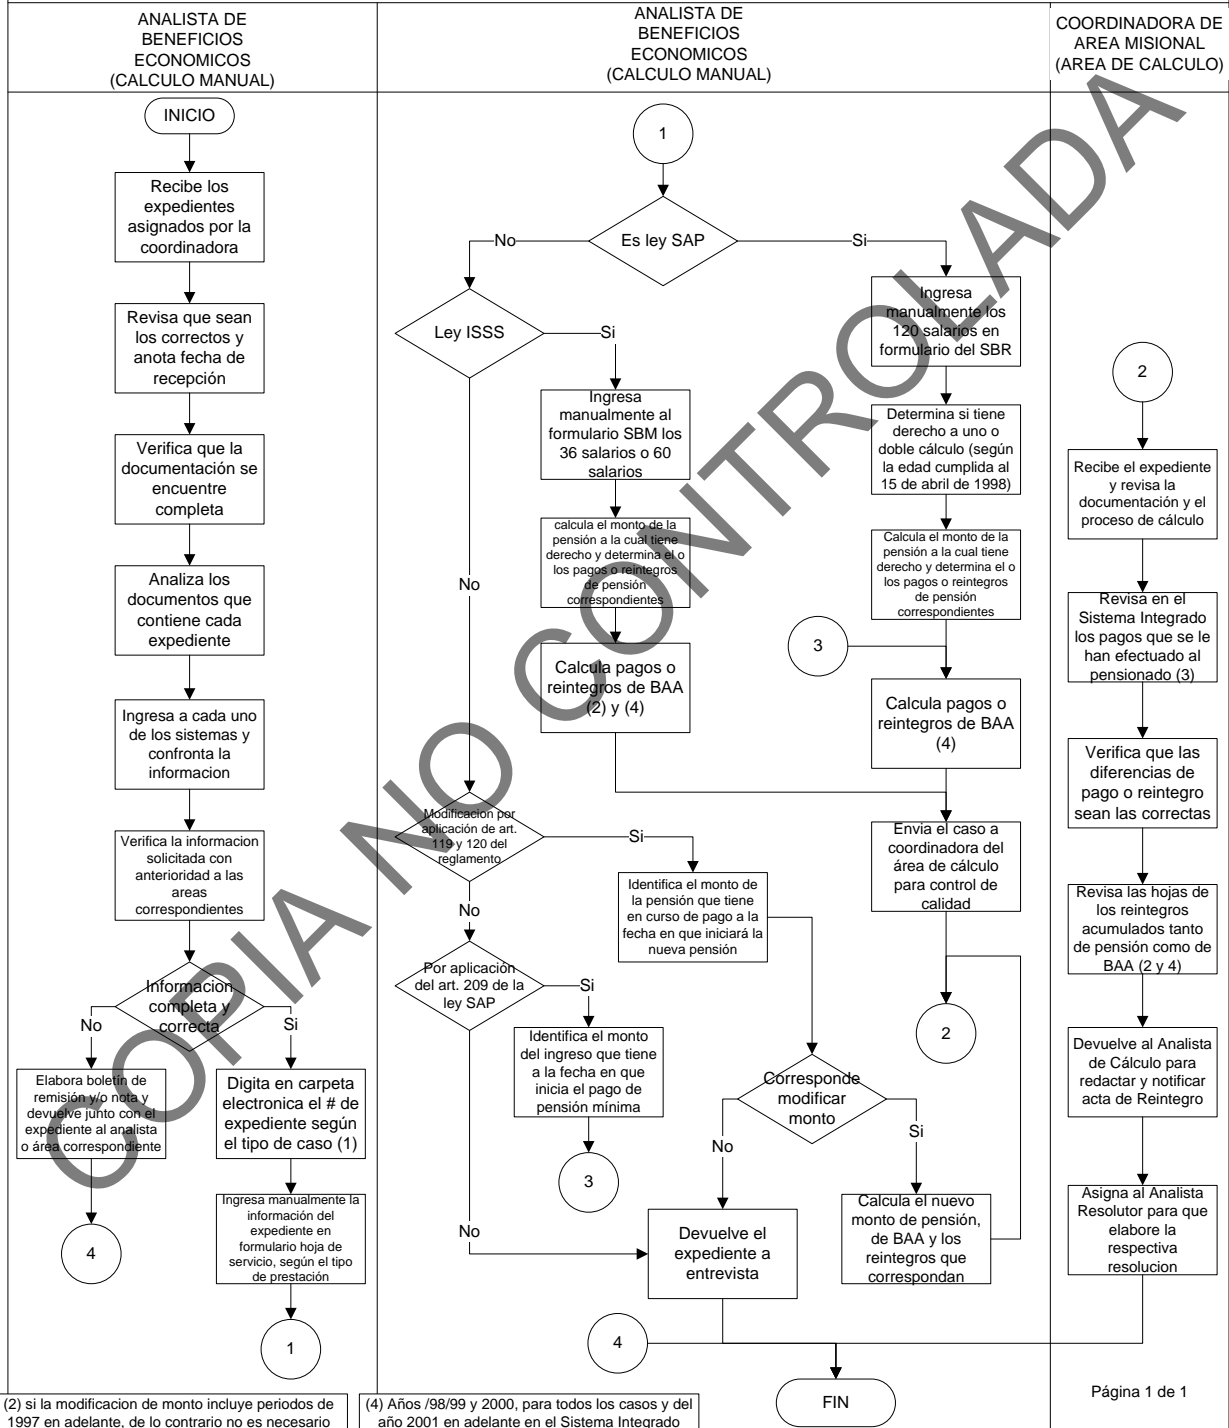 ANALISTA DE
BENEFICIOS
ECONOMICOS
(CALCULO MANUAL)
ANALISTA DE
BENEFICIOS
ECONOMICOS
(CALCULO MANUAL)
COORDINADORA DE
AREA MISIONAL
(AREA DE CALCULO)
INICIO
Recibe los
expedientes
asignados por la
coordinadora
Revisa que sean
los correctos y
anota fecha de
recepción
Verifica que la
documentación se
encuentre
completa
Analiza los
documentos que
contiene cada
expediente
Ingresa a cada uno
de los sistemas y
confronta la
informacion
Verifica la informacion
solicitada con
anterioridad a las
areas
correspondientes
Informacion
completa y
correcta
No
Si
Elabora boletín de
remisión y/o nota y
devuelve junto con el
expediente al analista
o área correspondiente
4
Digita en carpeta
electronica el # de
expediente según
el tipo de caso (1)
Ingresa manualmente la
información del
expediente en
formulario hoja de
servicio, según el tipo
de prestación
1
1
Es ley SAP
No
Si
Ley ISSS
Si
No
Ingresa
manualmente al
formulario SBM los
36 salarios o 60
salarios
calcula el monto de la
pensión a la cual tiene
derecho y determina el o
los pagos o reintegros
de pensión
correspondientes
Calcula pagos o
reintegros de BAA
(2) y (4)
Ingresa
manualmente los
120 salarios en
formulario del SBR
Determina si tiene
derecho a uno o
doble cálculo (según
la edad cumplida al
15 de abril de 1998)
Calcula el monto de la
pensión a la cual tiene
derecho y determina el o
los pagos o reintegros
de pensión
correspondientes
3
Calcula pagos o
reintegros de BAA
(4)
Envia el caso a
coordinadora del
área de cálculo
para control de
calidad
2
Modificacion por
aplicación de art.
119 y 120 del
reglamento
Si
No
Identifica el monto de
la pensión que tiene
en curso de pago a la
fecha en que iniciará la
nueva pensión
Por aplicación
del art. 209 de la
ley SAP
Si
No
Identifica el monto
del ingreso que tiene
a la fecha en que
inicia el pago de
pensión mínima
3
Corresponde
modificar
monto
No
Si
Devuelve el
expediente a
entrevista
Calcula el nuevo
monto de pensión,
de BAA y los
reintegros que
correspondan
4
FIN
2
Recibe el expediente
y revisa la
documentación y el
proceso de cálculo
Revisa en el
Sistema Integrado
los pagos que se le
han efectuado al
pensionado (3)
Verifica que las
diferencias de
pago o reintegro
sean las correctas
Revisa las hojas de
los reintegros
acumulados tanto
de pensión como de
BAA (2 y 4)
Devuelve al Analista
de Cálculo para
redactar y notificar
acta de Reintegro
Asigna al Analista
Resolutor para que
elabore la
respectiva
resolucion
Página 1 de 1
(2) si la modificacion de monto incluye periodos de
1997 en adelante, de lo contrario no es necesario
(4) Años /98/99 y 2000, para todos los casos y del
año 2001 en adelante en el Sistema Integrado
COPIA NO CONTROLADA